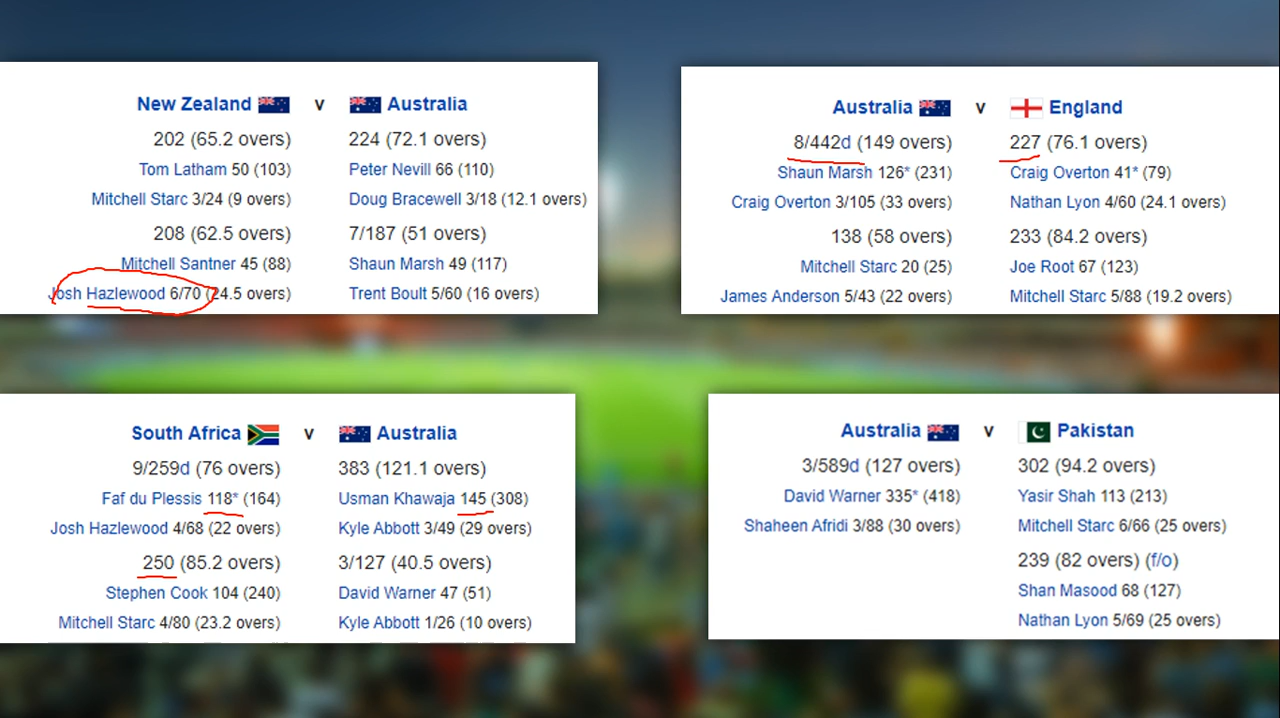 New Zealand v Australia
202 (65.2 overs) 224 (72.1 overs)
Tom Latham 50 (103) Peter Nevill 66 (110)
Mitchell Starc 3/24 (9 overs) Doug Bracewell 3/18 (12.1 overs)
208 (62.5 overs) 7/187 (51 overs)
Mitchell Santner 45 (88) Shaun Marsh 49 (117)
Josh Hazlewood 6/70 (24.5 overs) Trent Boult 5/60 (16 overs)
Australia v England
8/442d (149 overs) 227 (76.1 overs)
Shaun Marsh 126* (231) Craig Overton 41* (79)
Craig Overton 3/105 (33 overs) Nathan Lyon 4/60 (24.1 overs)
138 (58 overs) 233 (84.2 overs)
Mitchell Starc 20 (25) Joe Root 67 (123)
James Anderson 5/43 (22 overs) Mitchell Starc 5/88 (19.2 overs)
South Africa v Australia
9/259d (76 overs) 383 (121.1 overs)
Faf du Plessis 118* (164) Usman Khawaja 145 (308)
Josh Hazlewood 4/68 (22 overs) Kyle Abbott 3/49 (29 overs)
250 (85.2 overs) 3/127 (40.5 overs)
Stephen Cook 104 (240) David Warner 47 (51)
Mitchell Starc 4/80 (23.2 overs) Kyle Abbott 1/26 (10 overs)
Australia v Pakistan
3/589d (127 overs) 302 (94.2 overs)
David Warner 335* (418) Yasir Shah 113 (213)
Shaheen Afridi 3/88 (30 overs) Mitchell Starc 6/66 (25 overs)
239 (82 overs) (f/o)
Shan Masood 68 (127)
Nathan Lyon 5/69 (25 overs)